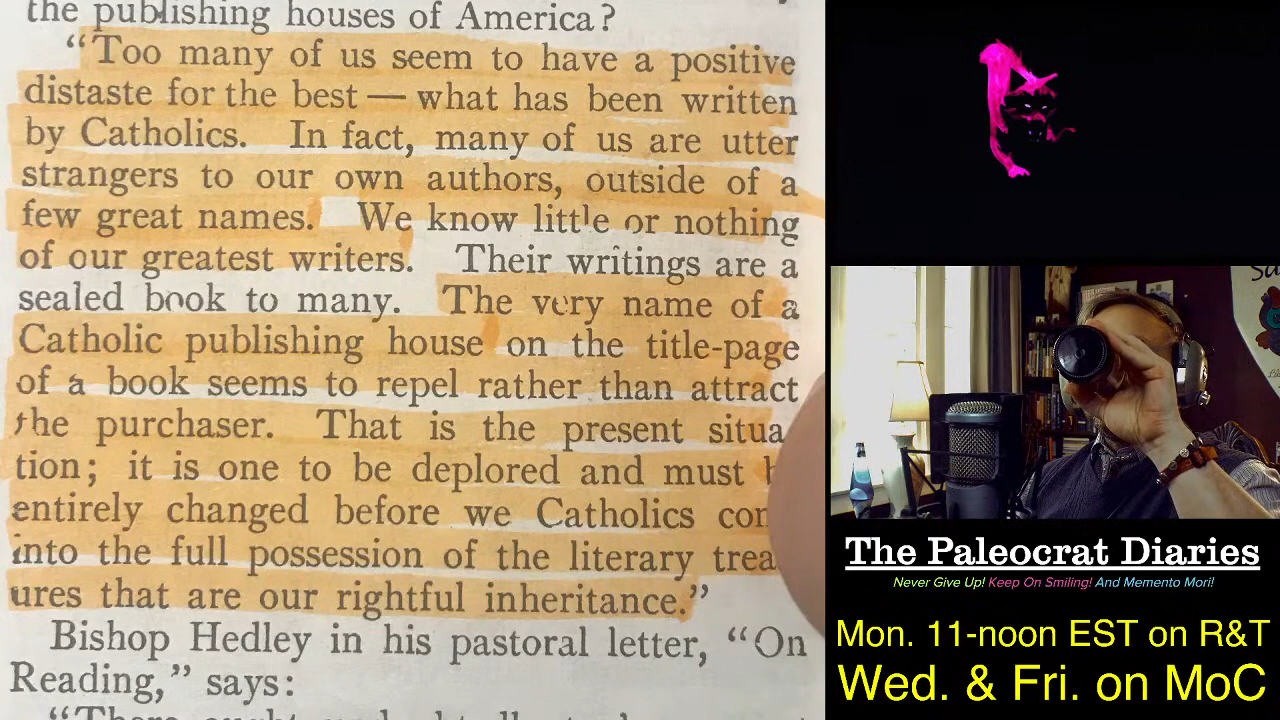 the publishing houses of America?
“Too many of us seem to have a positive
distaste for the best — what has been written
by Catholics. In fact, many of us are utter
strangers to our own authors, outside of a
few great names. We know little or nothing
of our greatest writers. Their writings are a
sealed book to many. The very name of a
Catholic publishing house on the title-page
of a book seems to repel rather than attract
the purchaser. That is the present situa
tion; it is one to be deplored and must
entirely changed before we Catholics
into the full possession of the literary trea
ures that are our rightful inheritance.”
Bishop Hedley in his pastoral letter, “On
Reading,” says:
The Paleocrat Diaries
Never Give Up! Keep On Smiling! And Memento Mori!
Mon. 11-noon EST on R&T
Wed. & Fri. on MoC